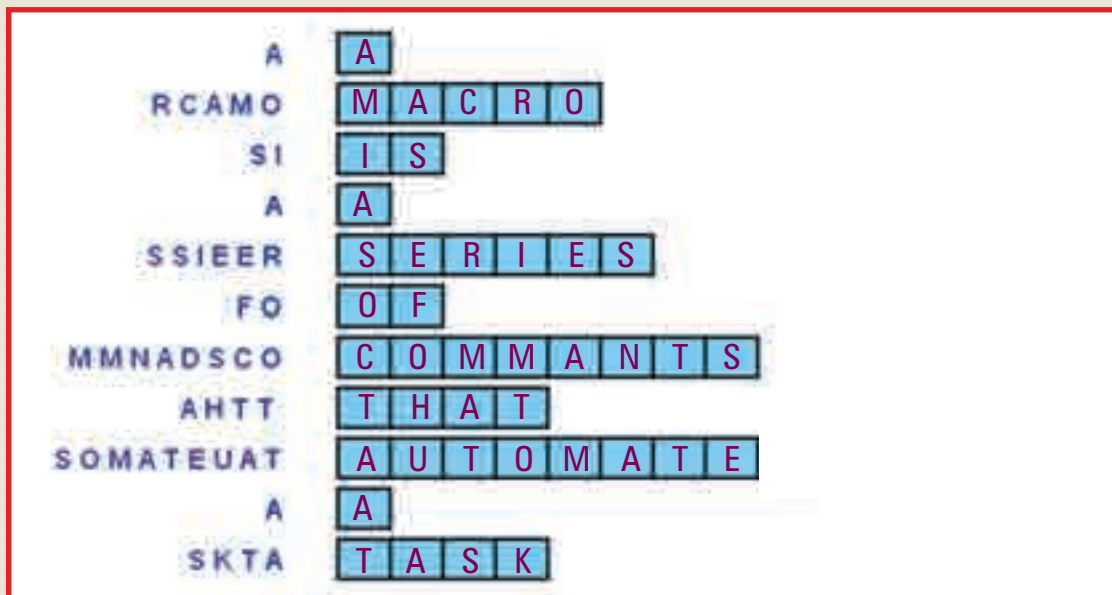 A A
RCAMO MACRO
SI IS
A A
SSIEER SERIES
FO OF
MMNADSCO COMMANTS
AHTT THAT
SOMATEUAT AUTOMATE
A A
SKTA TASK